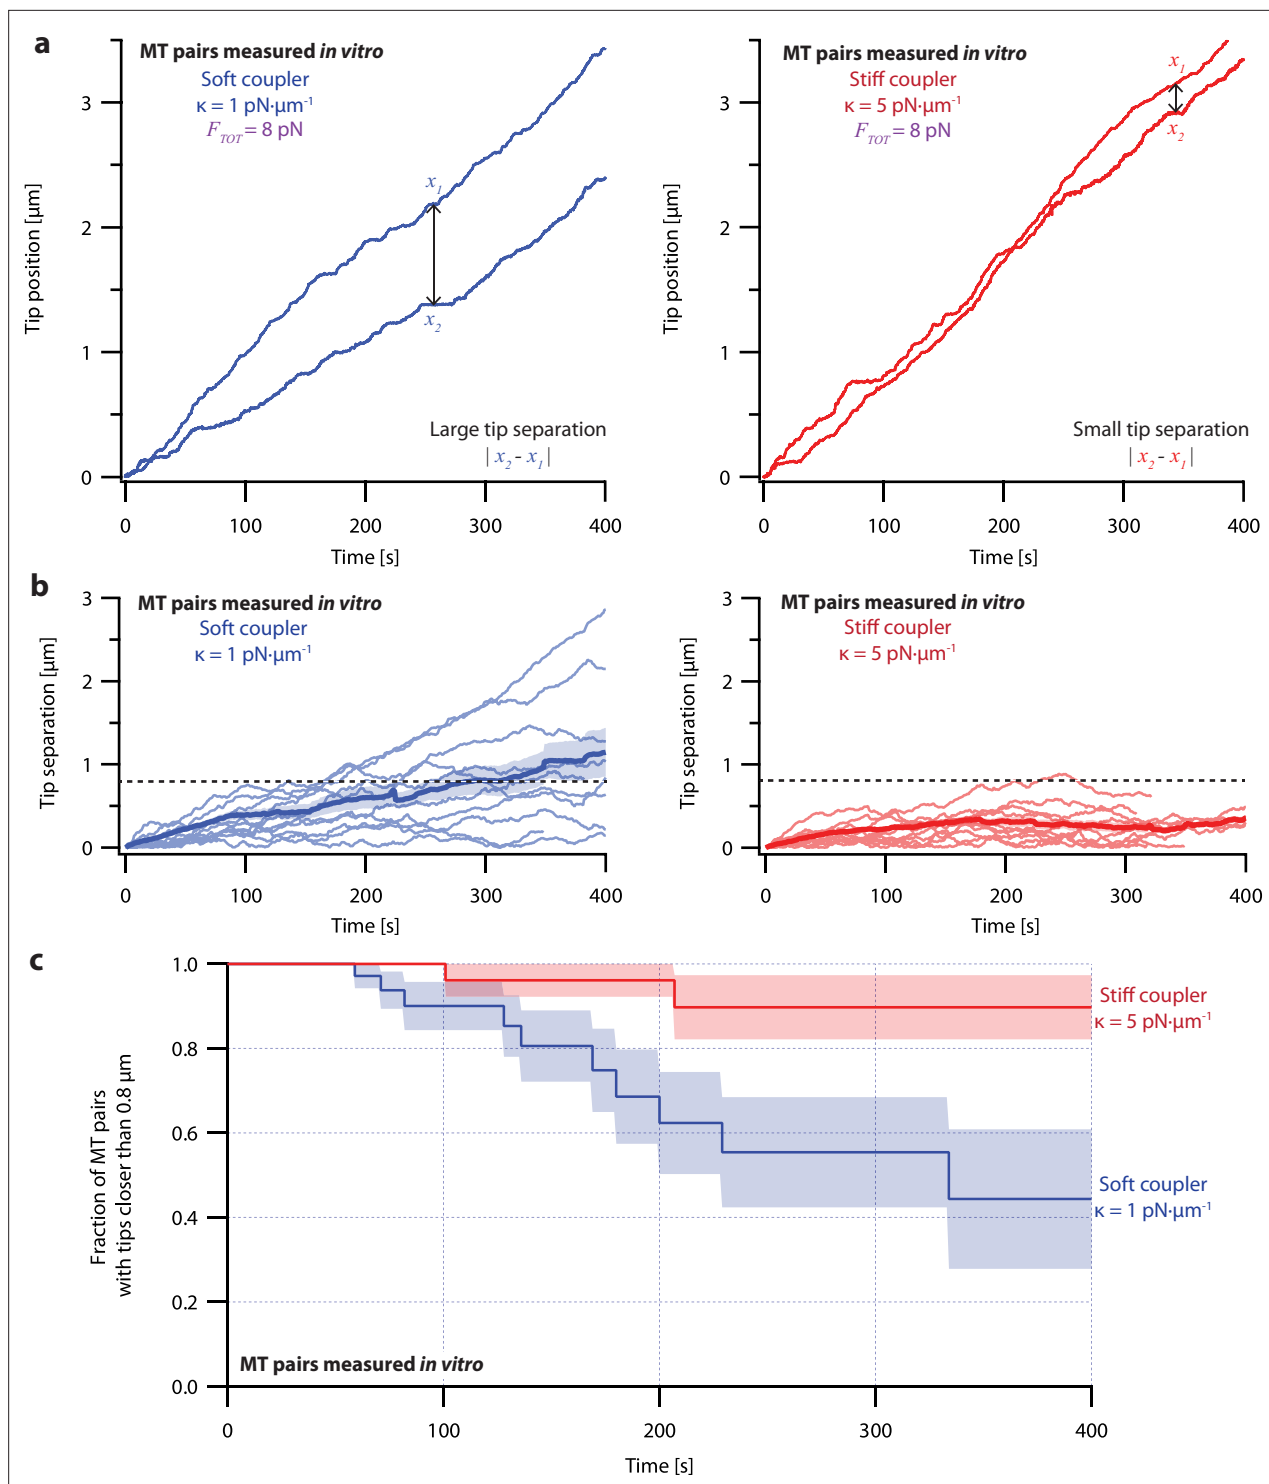 a
MT pairs measured in vitro
Soft coupler
κ = 1 pN·µm⁻¹
F_TOT = 8 pN
Tip position [µm]
3
2
1
0
x₁
x₂
Large tip separation
| x₂ - x₁ |
0 100 200 300 400
Time [s]
MT pairs measured in vitro
Stiff coupler
κ = 5 pN·µm⁻¹
F_TOT = 8 pN
Tip position [µm]
3
2
1
0
x₁
x₂
Small tip separation
| x₂ - x₁ |
0 100 200 300 400
Time [s]
b
MT pairs measured in vitro
Soft coupler
κ = 1 pN·µm⁻¹
Tip separation [µm]
3
2
1
0
0 100 200 300 400
Time [s]
MT pairs measured in vitro
Stiff coupler
κ = 5 pN·µm⁻¹
Tip separation [µm]
3
2
1
0
0 100 200 300 400
Time [s]
c
Fraction of MT pairs
with tips closer than 0.8 µm
1.0
0.8
0.6
0.4
0.2
0.0
Stiff coupler
κ = 5 pN·µm⁻¹
Soft coupler
κ = 1 pN·µm⁻¹
MT pairs measured in vitro
0 100 200 300 400
Time [s]